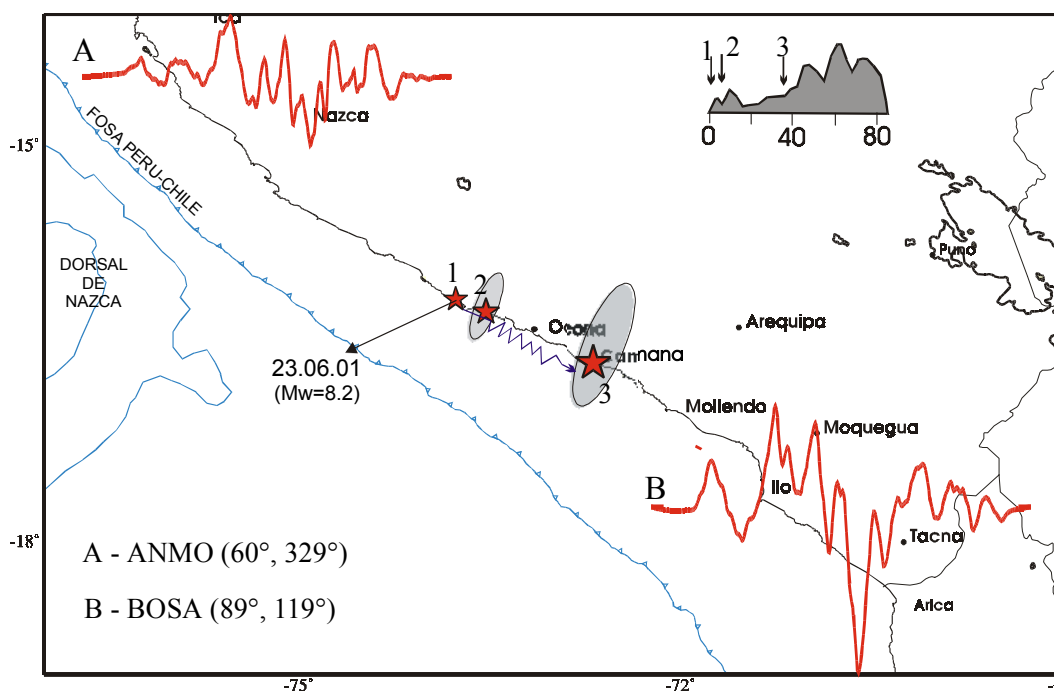 A
Nazca
1 2 3
0 40 80
-15°
FOSA PERU-CHILE
DORSAL
DE
NAZCA
Puno
1
2
Ocona
Arequipa
23.06.01
(Mw=8.2)
Camnana
3
Mollendo
Moquegua
B
Ilo
-18°
Tacna
A - ANMO (60°, 329°)
B - BOSA (89°, 119°)
Arica
-75°
-72°